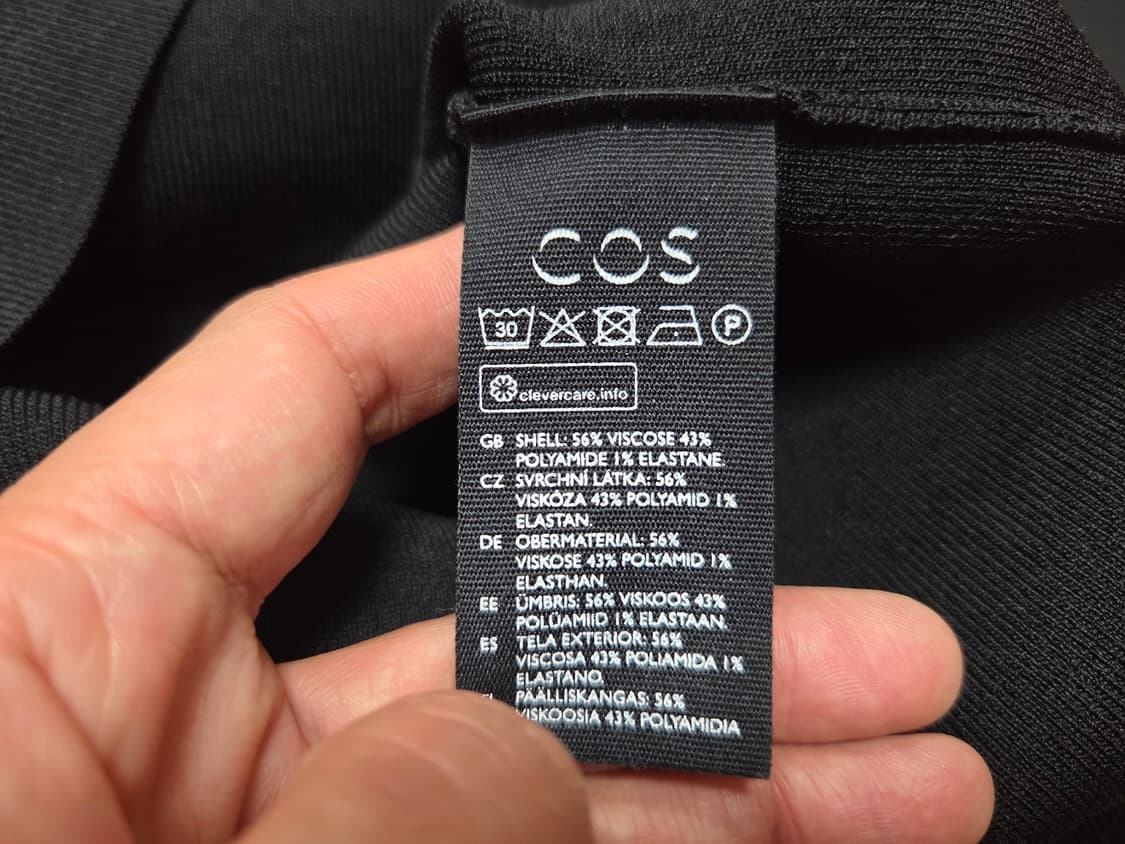 COS
30
P
clevercare.info
GB SHELL: 56% VISCOSE 43%
POLYAMIDE 1% ELASTANE.
CZ SVRCHNÍ LÁTKA: 56%
VISKÓZA 43% POLYAMID 1%
ELASTAN.
DE OBERMATERIAL: 56%
VISKOSE 43% POLYAMID 1%
ELASTHAN.
EE ÜMBRIS: 56% VISKOOS 43%
POLÜAMIID 1% ELASTAAN.
ES TELA EXTERIOR: 56%
VISCOSA 43% POLIAMIDA 1%
ELASTANO.
PÄÄLLISKANGAS: 56%
VISKOOSIA 43% POLYAMIDIA